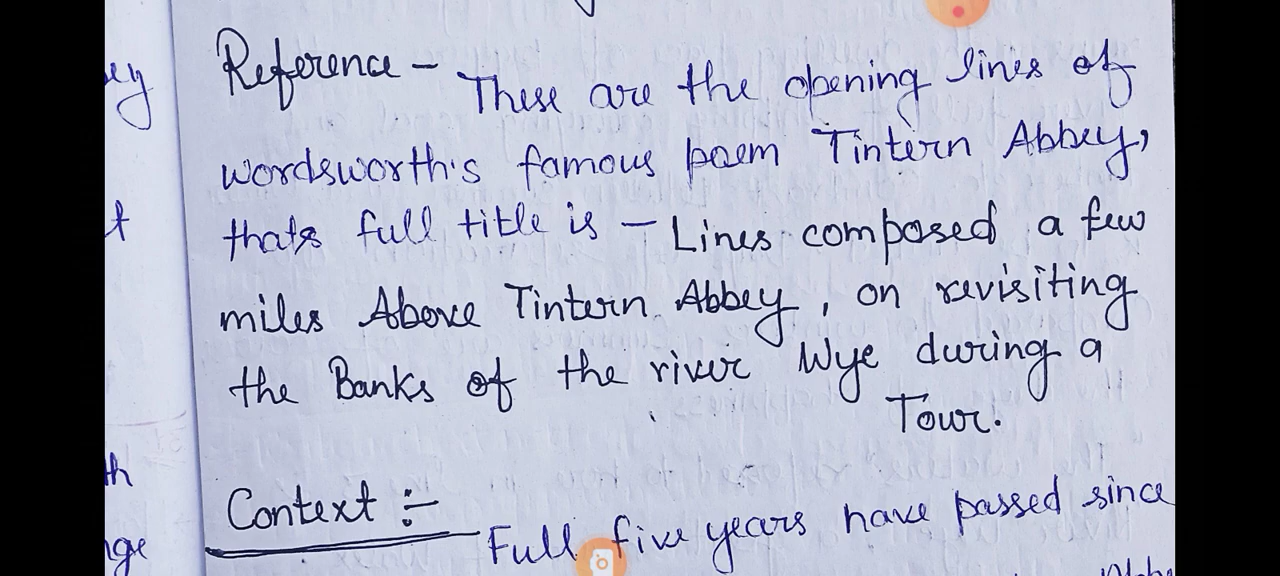 Reference - These are the opening lines of
wordsworth's famous poem Tintern Abbey,
thats full title is - Lines composed a few
miles Above Tintern Abbey, on revisiting
the Banks of the river Wye during a
Tour.
Context :-
Full five years have passed since